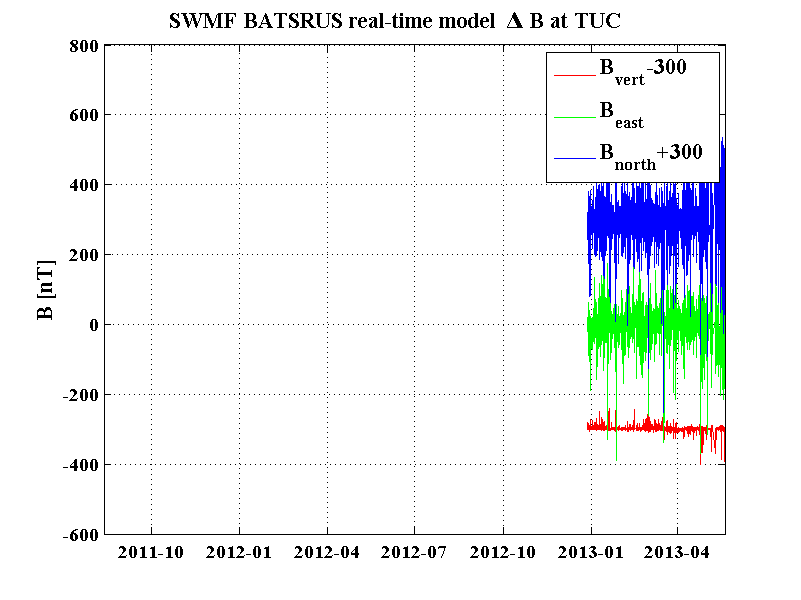 SWMF BATSRUS real-time model Δ B at TUC
B_vert-300
B_east
B_north+300
B [nT]
800
600
400
200
0
-200
-400
-600
2011-10 2012-01 2012-04 2012-07 2012-10 2013-01 2013-04